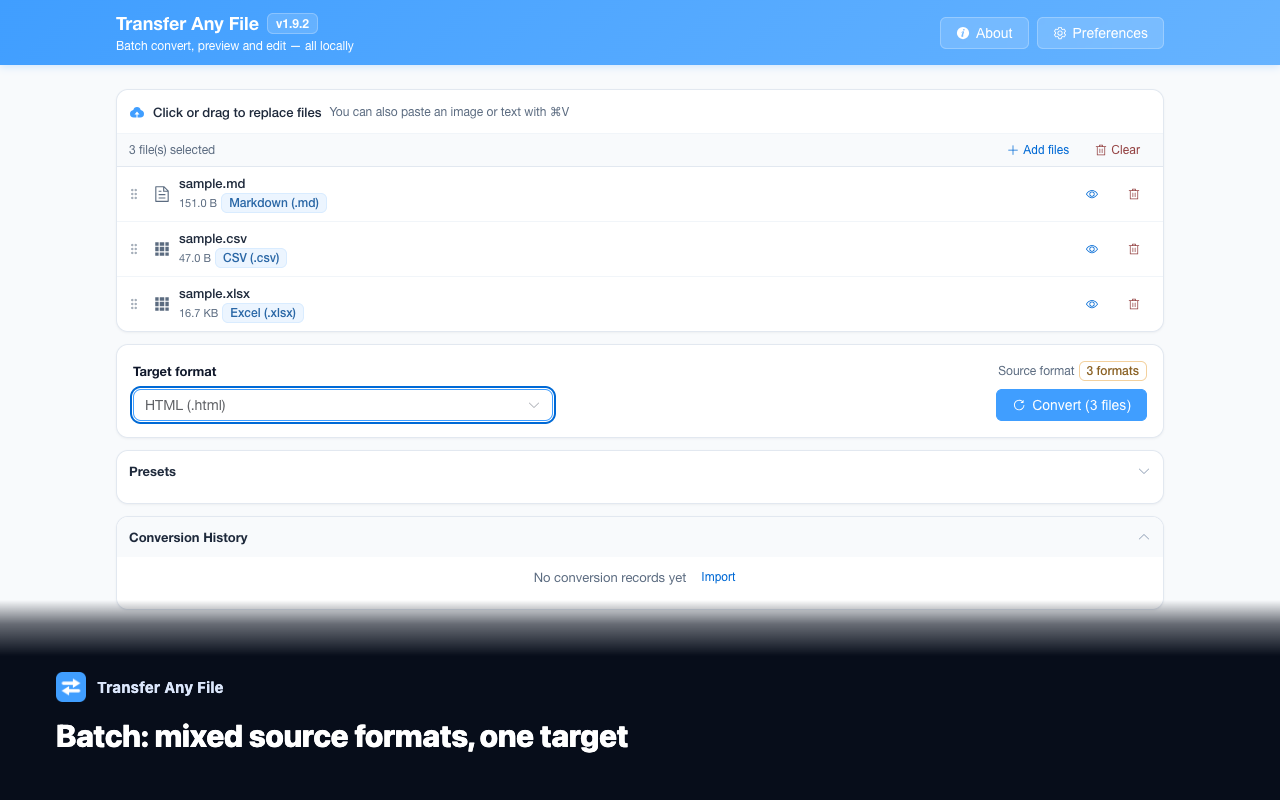 Transfer Any File v1.9.2
Batch convert, preview and edit — all locally
About
Preferences
Click or drag to replace files You can also paste an image or text with ⌘V
3 file(s) selected
Add files
Clear
sample.md
151.0 B Markdown (.md)
sample.csv
47.0 B CSV (.csv)
sample.xlsx
16.7 KB Excel (.xlsx)
Target format
Source format 3 formats
HTML (.html)
Convert (3 files)
Presets
Conversion History
No conversion records yet Import
Transfer Any File
Batch: mixed source formats, one target